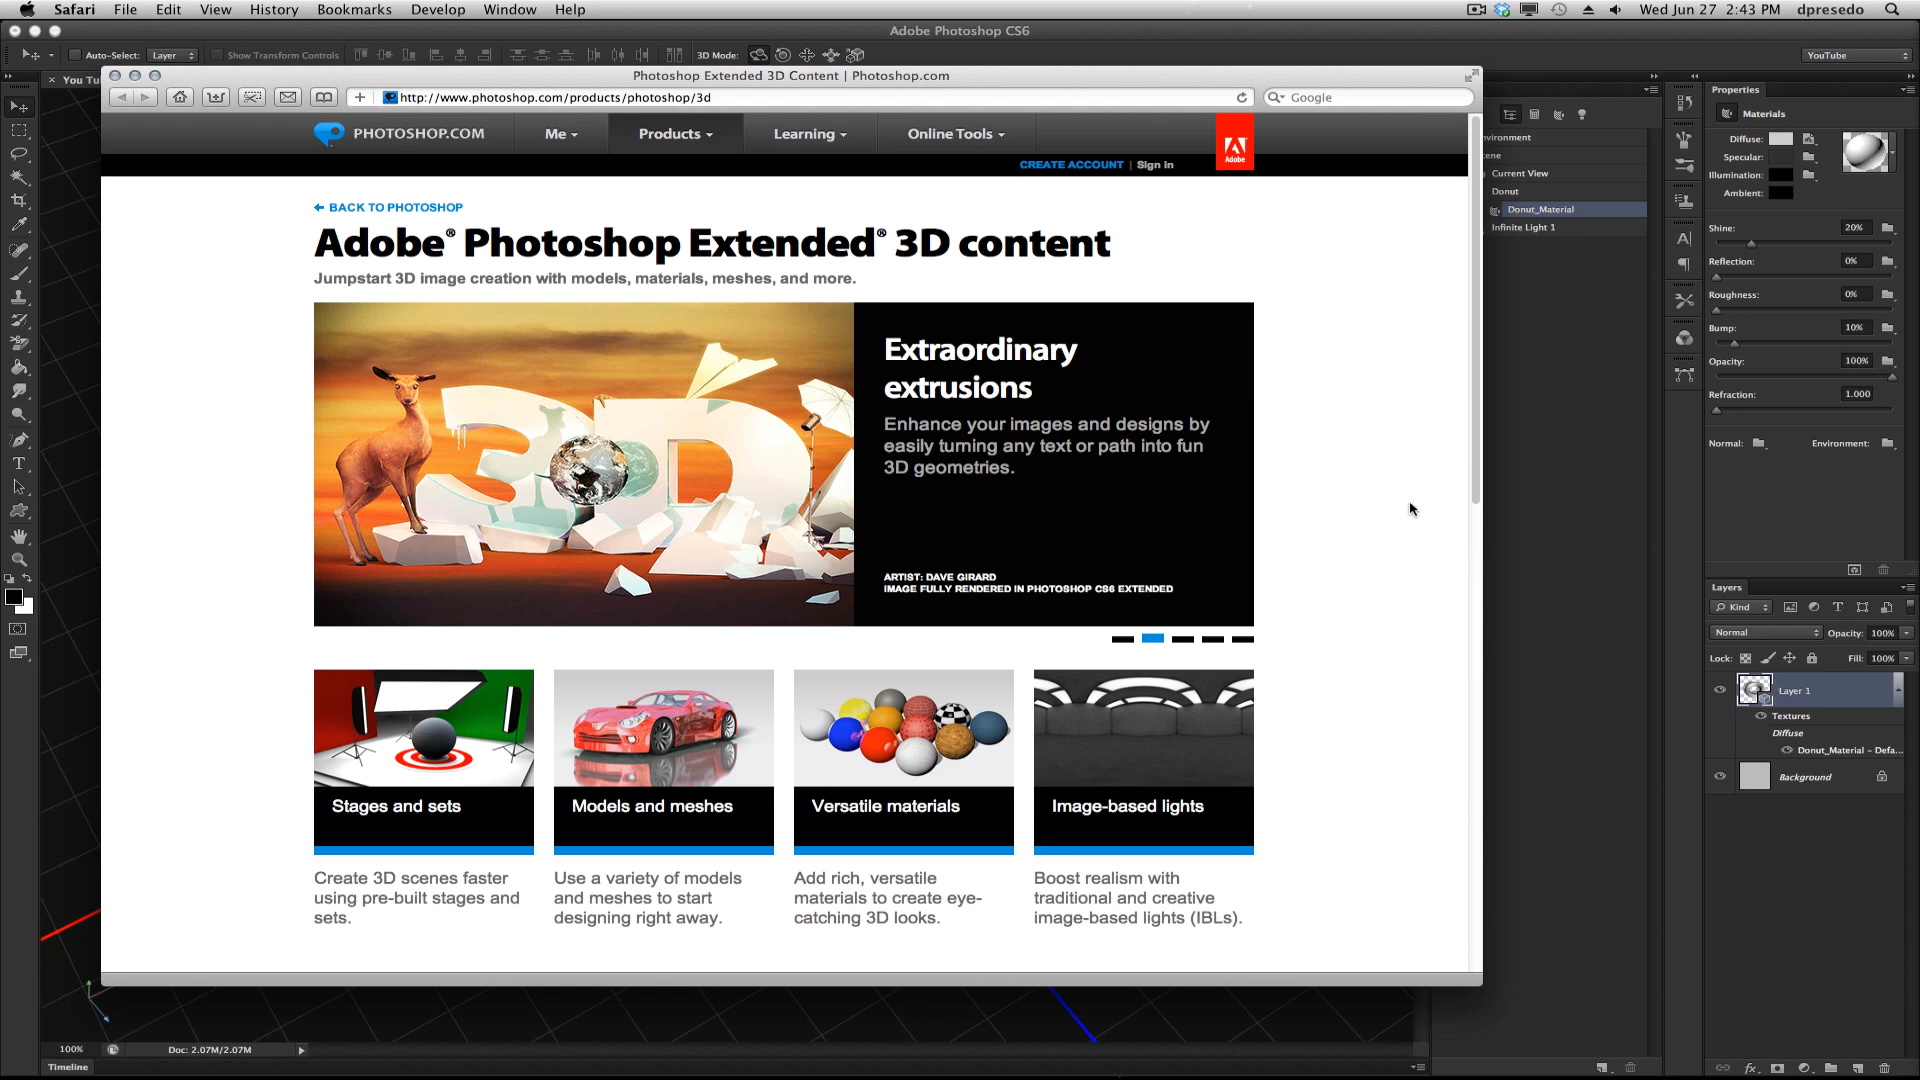 Safari File Edit View History Bookmarks Develop Window Help
Wed Jun 27 2:43 PM dpresedo
Adobe Photoshop CS6
Auto-Select: Layer Show Transform Controls 3D Mode: YouTube
You Tu
Photoshop Extended 3D Content | Photoshop.com
http://www.photoshop.com/products/photoshop/3d
Google
PHOTOSHOP.COM Me Products Learning Online Tools
Adobe
CREATE ACCOUNT | Sign In
BACK TO PHOTOSHOP
Adobe® Photoshop Extended® 3D content
Jumpstart 3D image creation with models, materials, meshes, and more.
3D
Extraordinary
extrusions
Enhance your images and designs by
easily turning any text or path into fun
3D geometries.
ARTIST: DAVE GIRARD
IMAGE FULLY RENDERED IN PHOTOSHOP CS6 EXTENDED
Stages and sets
Create 3D scenes faster
using pre-built stages and
sets.
Models and meshes
Use a variety of models
and meshes to start
designing right away.
Versatile materials
Add rich, versatile
materials to create eye-
catching 3D looks.
Image-based lights
Boost realism with
traditional and creative
image-based lights (IBLs).
vironment
ene
Current View
Donut
Donut_Material
Infinite Light 1
Properties
Materials
Diffuse:
Specular:
Illumination:
Ambient:
Shine: 20%
Reflection: 0%
Roughness: 0%
Bump: 10%
Opacity: 100%
Refraction: 1.000
Normal: Environment:
Layers
Kind
Normal Opacity: 100%
Lock: Fill: 100%
Layer 1
Textures
Diffuse
Donut_Material - Defa...
Background
fx
100% Doc: 2.07M/2.07M
Timeline